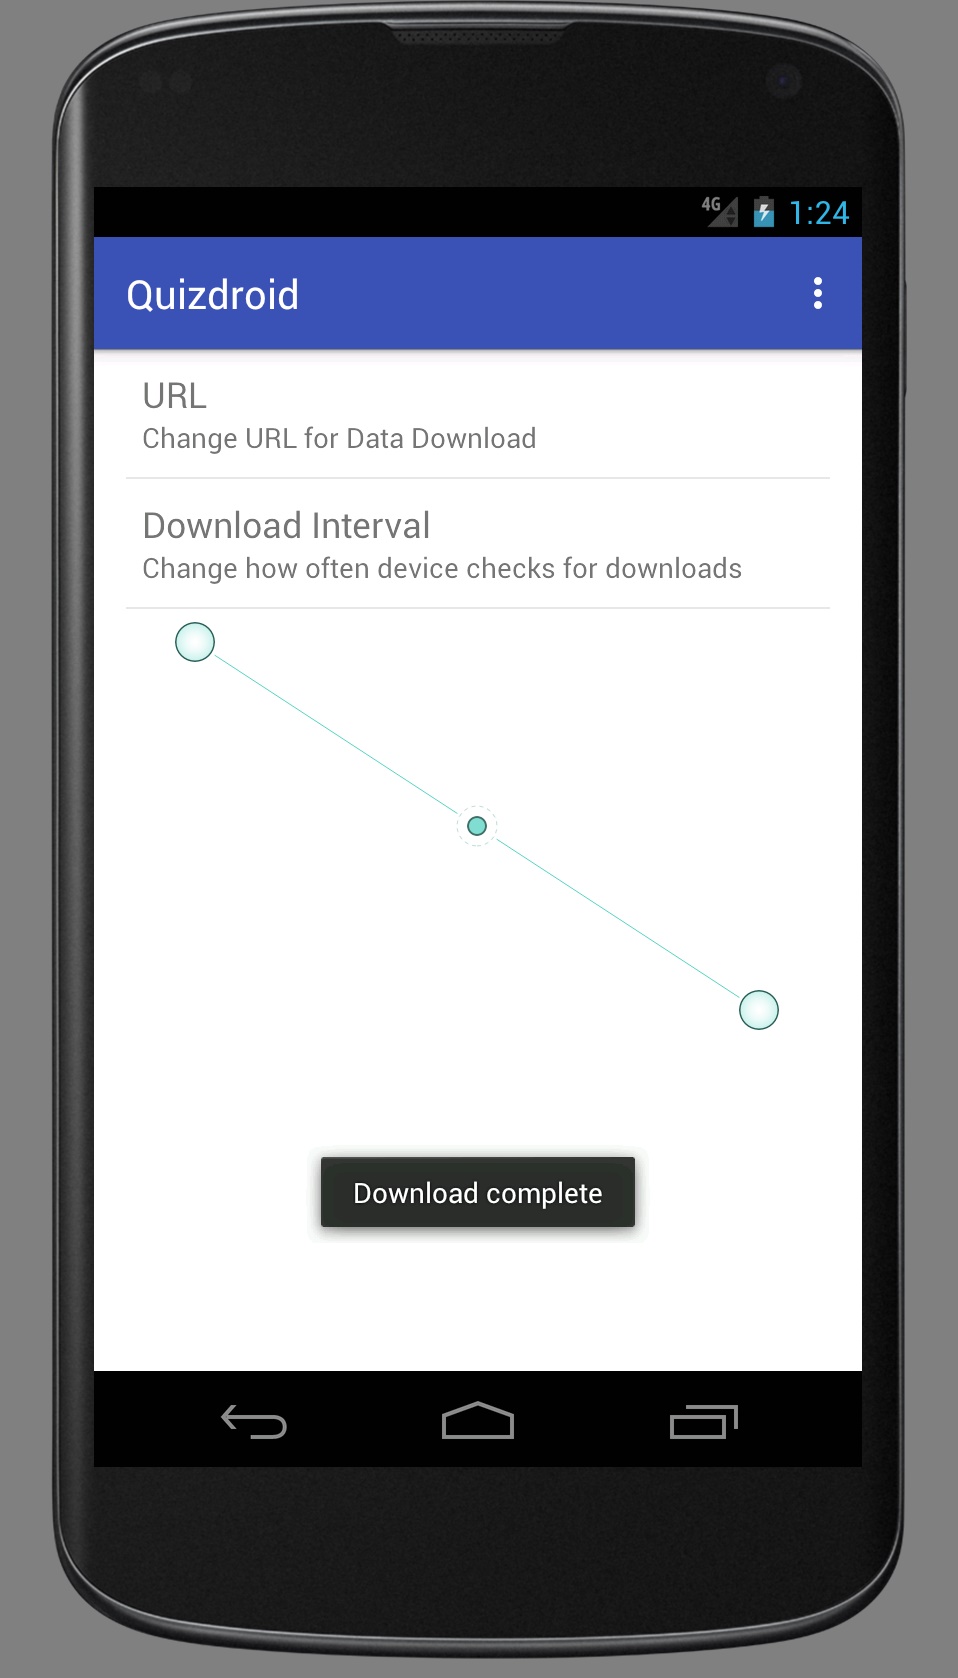 4G 1:24
Quizdroid
URL
Change URL for Data Download
Download Interval
Change how often device checks for downloads
Download complete